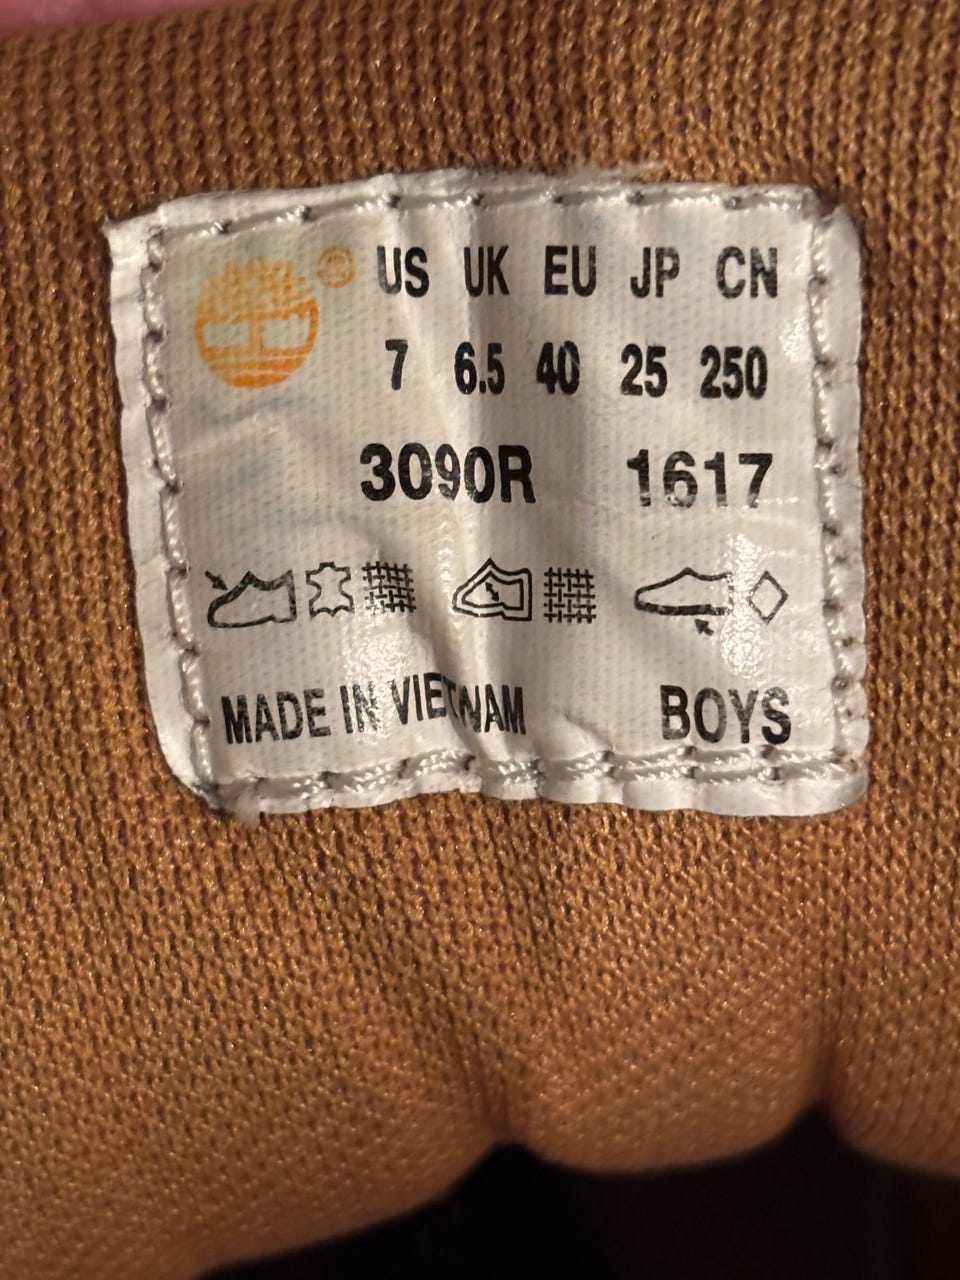 ® US UK EU JP CN
7 6.5 40 25 250
3090R 1617
MADE IN VIETNAM BOYS